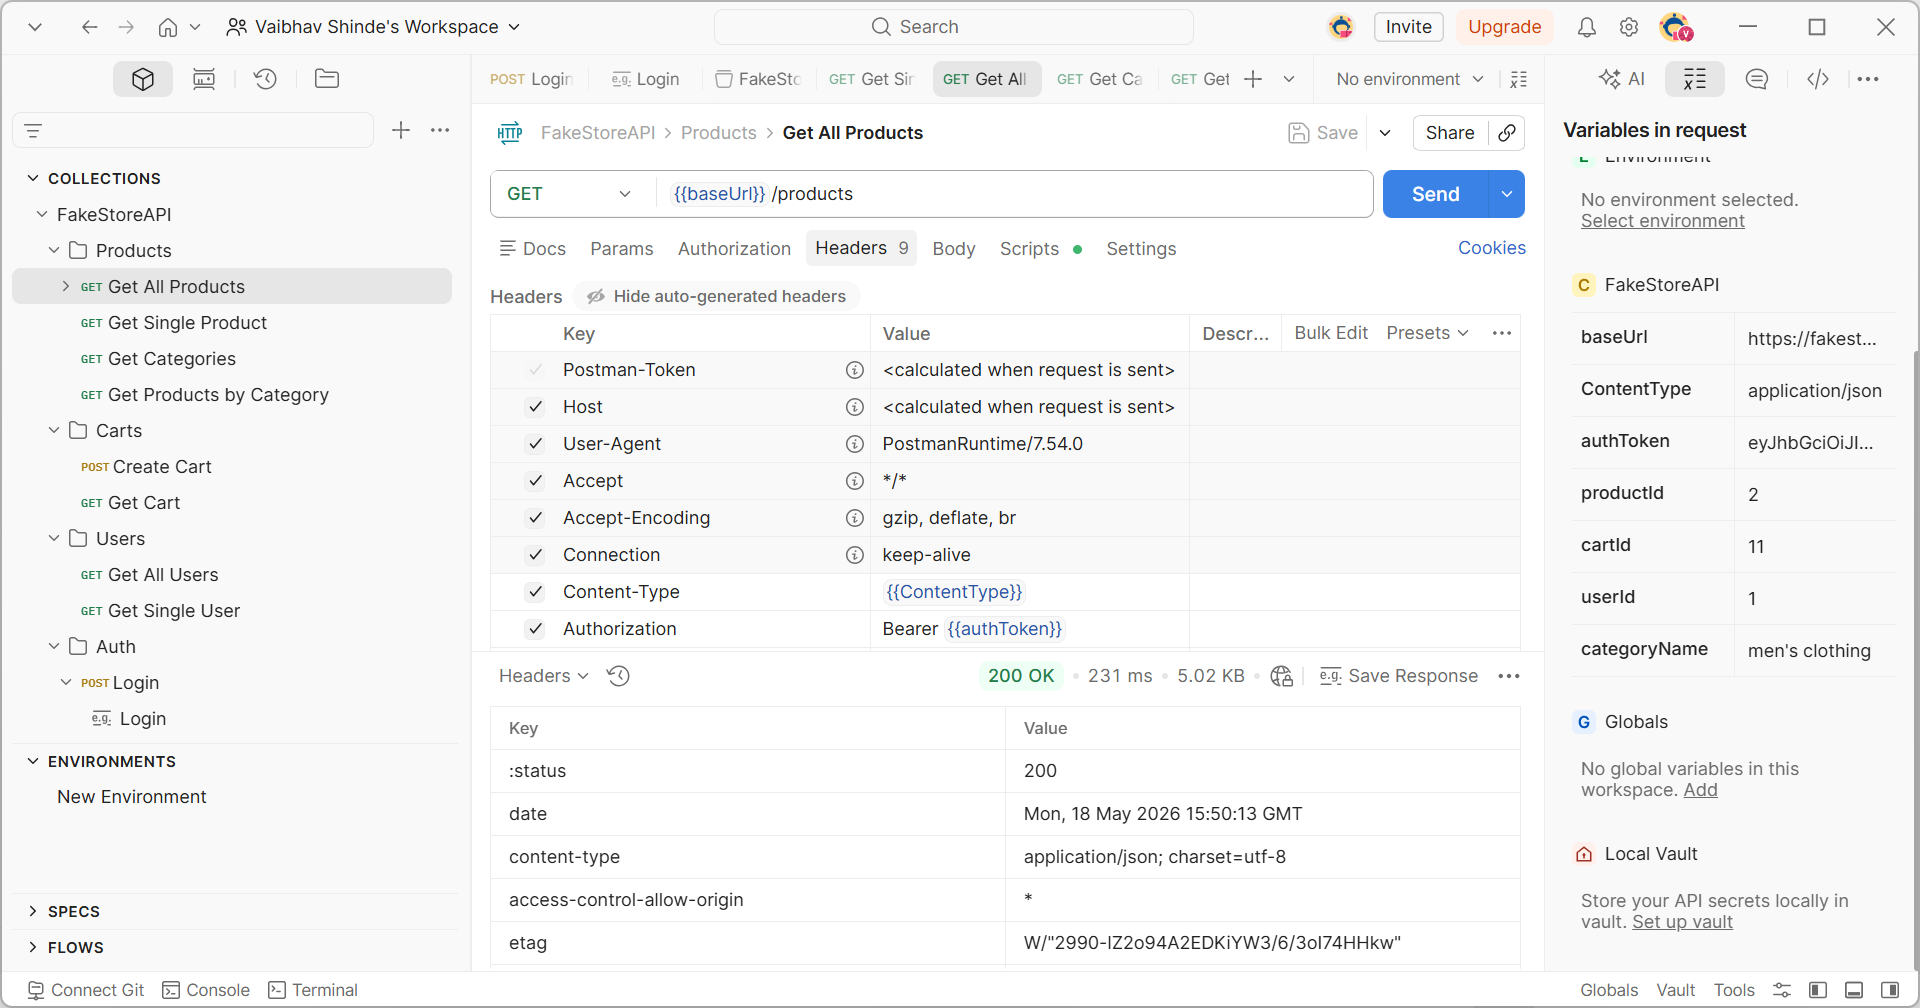 Vaibhav Shinde's Workspace
Search
Invite
Upgrade
POST Login
e.g. Login
FakeSto
GET Get Sin
GET Get All
GET Get Ca
GET Get
No environment
AI
COLLECTIONS
FakeStoreAPI
Products
GET Get All Products
GET Get Single Product
GET Get Categories
GET Get Products by Category
Carts
POST Create Cart
GET Get Cart
Users
GET Get All Users
GET Get Single User
Auth
POST Login
e.g. Login
ENVIRONMENTS
New Environment
SPECS
FLOWS
HTTP FakeStoreAPI > Products > Get All Products
Save
Share
GET {{baseUrl}} /products
Send
Docs Params Authorization Headers 9 Body Scripts Settings
Cookies
Headers Hide auto-generated headers
Key Value Descr... Bulk Edit Presets
Postman-Token <calculated when request is sent>
Host <calculated when request is sent>
User-Agent PostmanRuntime/7.54.0
Accept */*
Accept-Encoding gzip, deflate, br
Connection keep-alive
Content-Type {{ContentType}}
Authorization Bearer {{authToken}}
Headers 200 OK 231 ms 5.02 KB e.g. Save Response
Key Value
:status 200
date Mon, 18 May 2026 15:50:13 GMT
content-type application/json; charset=utf-8
access-control-allow-origin *
etag W/"2990-IZ2o94A2EDKiYW3/6/3oI74HHkw"
Variables in request
E Environment
No environment selected.
Select environment
C FakeStoreAPI
baseUrl https://fakest...
ContentType application/json
authToken eyJhbGciOiJI...
productId 2
cartId 11
userId 1
categoryName men's clothing
G Globals
No global variables in this
workspace. Add
Local Vault
Store your API secrets locally in
vault. Set up vault
Connect Git Console Terminal
Globals Vault Tools